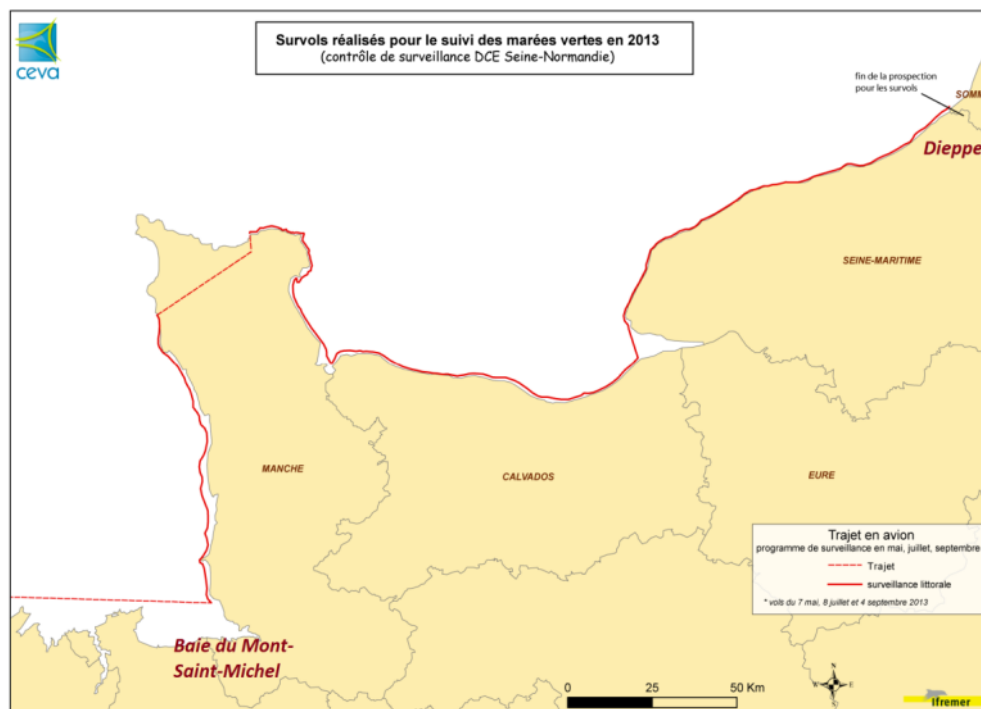 ceva
Survols réalisés pour le suivi des marées vertes en 2013
(contrôle de surveillance DCE Seine-Normandie)
fin de la prospection
pour les survols
SOMM
Dieppe
SEINE-MARITIME
MANCHE
CALVADOS
EURE
Trajet en avion
programme de surveillance en mai, juillet, septembre
Trajet
surveillance littorale
* vols du 7 mai, 8 juillet et 4 septembre 2013
Baie du Mont-
Saint-Michel
0 25 50 Km
N
W E
S
Ifremer